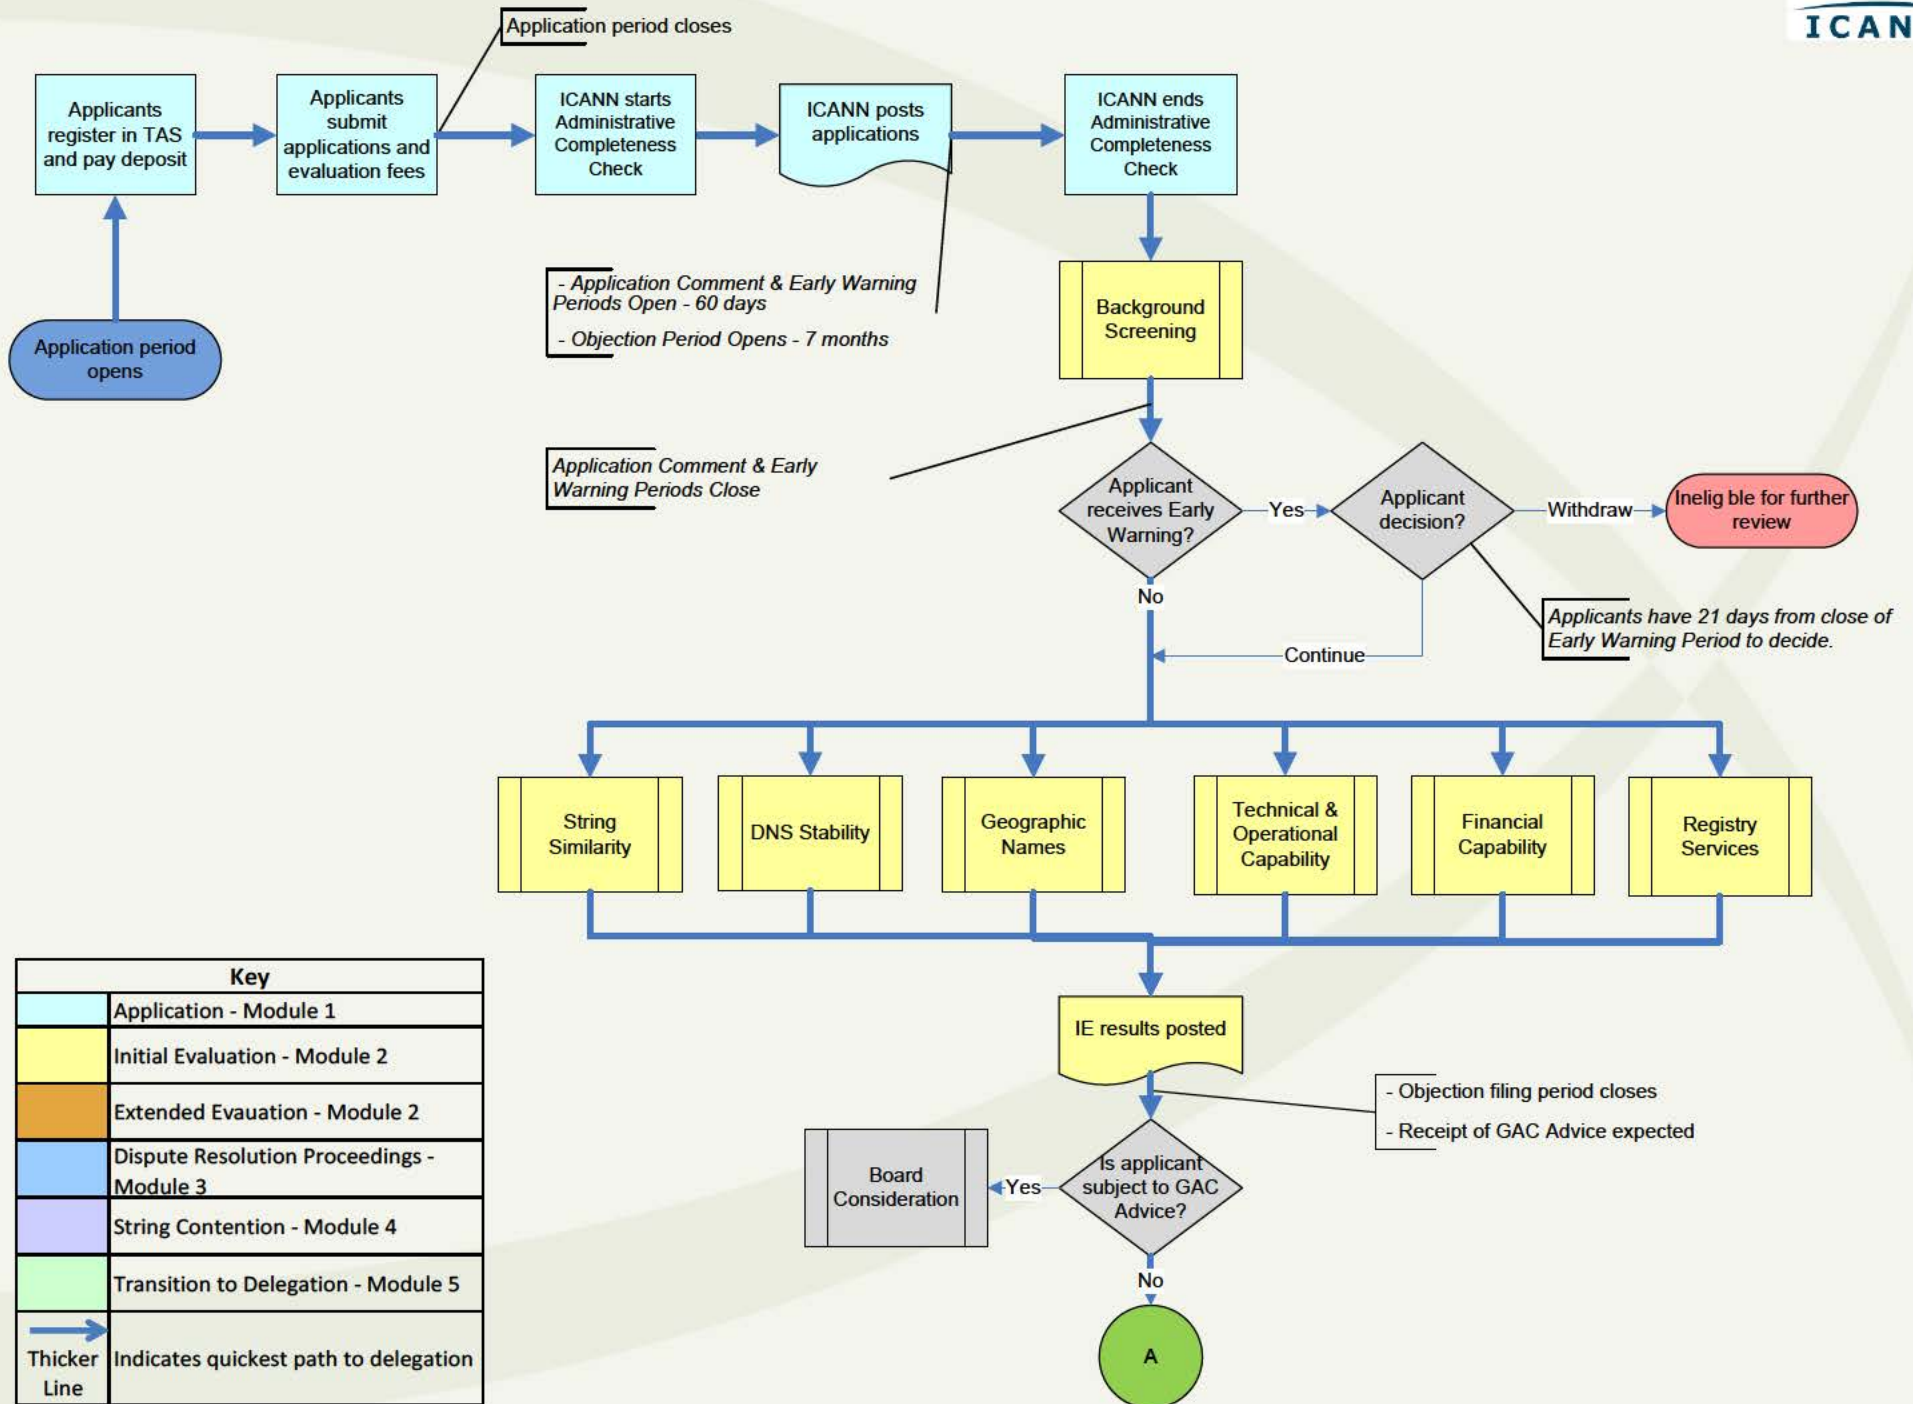 Application period closes
ICAN
Applicants
register in TAS
and pay deposit
Applicants
submit
applications and
evaluation fees
ICANN starts
Administrative
Completeness
Check
ICANN posts
applications
ICANN ends
Administrative
Completeness
Check
- Application Comment & Early Warning
Periods Open - 60 days
- Objection Period Opens - 7 months
Background
Screening
Application period
opens
Application Comment & Early
Warning Periods Close
Applicant
receives Early
Warning?
Yes
Applicant
decision?
Withdraw
Inelig ble for further
review
No
Applicants have 21 days from close of
Early Warning Period to decide.
Continue
String
Similarity
DNS Stability
Geographic
Names
Technical &
Operational
Capability
Financial
Capability
Registry
Services
IE results posted
- Objection filing period closes
- Receipt of GAC Advice expected
Board
Consideration
Yes
Is applicant
subject to GAC
Advice?
No
A
Key
Application - Module 1
Initial Evaluation - Module 2
Extended Evauation - Module 2
Dispute Resolution Proceedings -
Module 3
String Contention - Module 4
Transition to Delegation - Module 5
Thicker
Line
Indicates quickest path to delegation